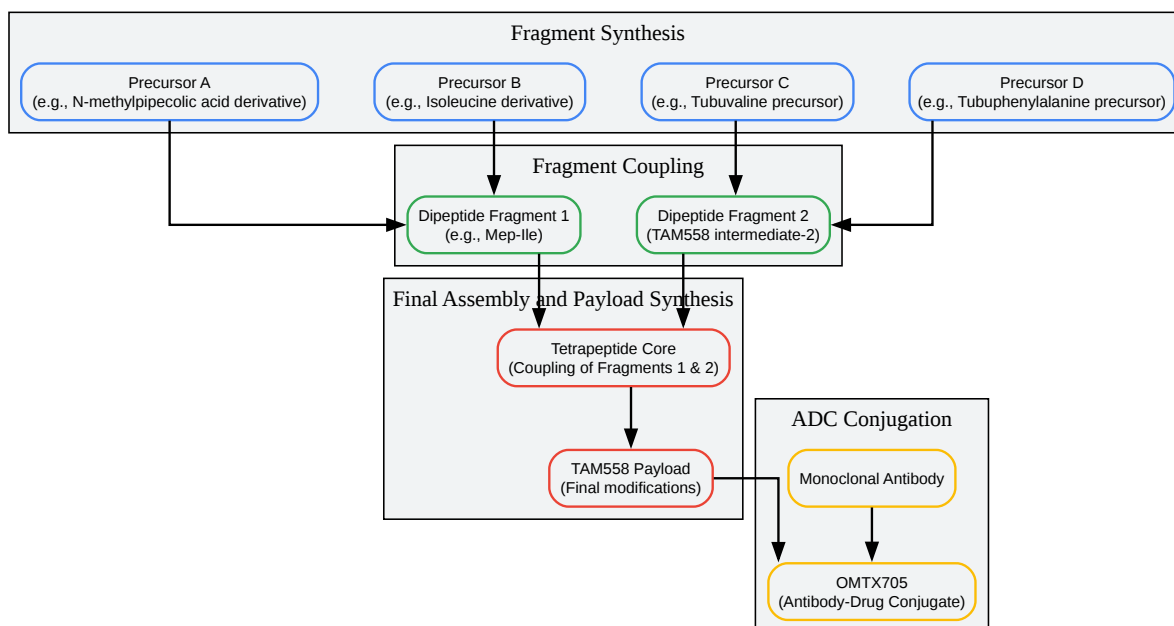 Fragment Synthesis
Precursor A
(e.g., N-methylpipecolic acid derivative)
Precursor B
(e.g., Isoleucine derivative)
Precursor C
(e.g., Tubuvaline precursor)
Precursor D
(e.g., Tubuphenylalanine precursor)
Fragment Coupling
Dipeptide Fragment 1
(e.g., Mep-Ile)
Dipeptide Fragment 2
(TAM558 intermediate-2)
Final Assembly and Payload Synthesis
Tetrapeptide Core
(Coupling of Fragments 1 & 2)
TAM558 Payload
(Final modifications)
ADC Conjugation
Monoclonal Antibody
OMTX705
(Antibody-Drug Conjugate)